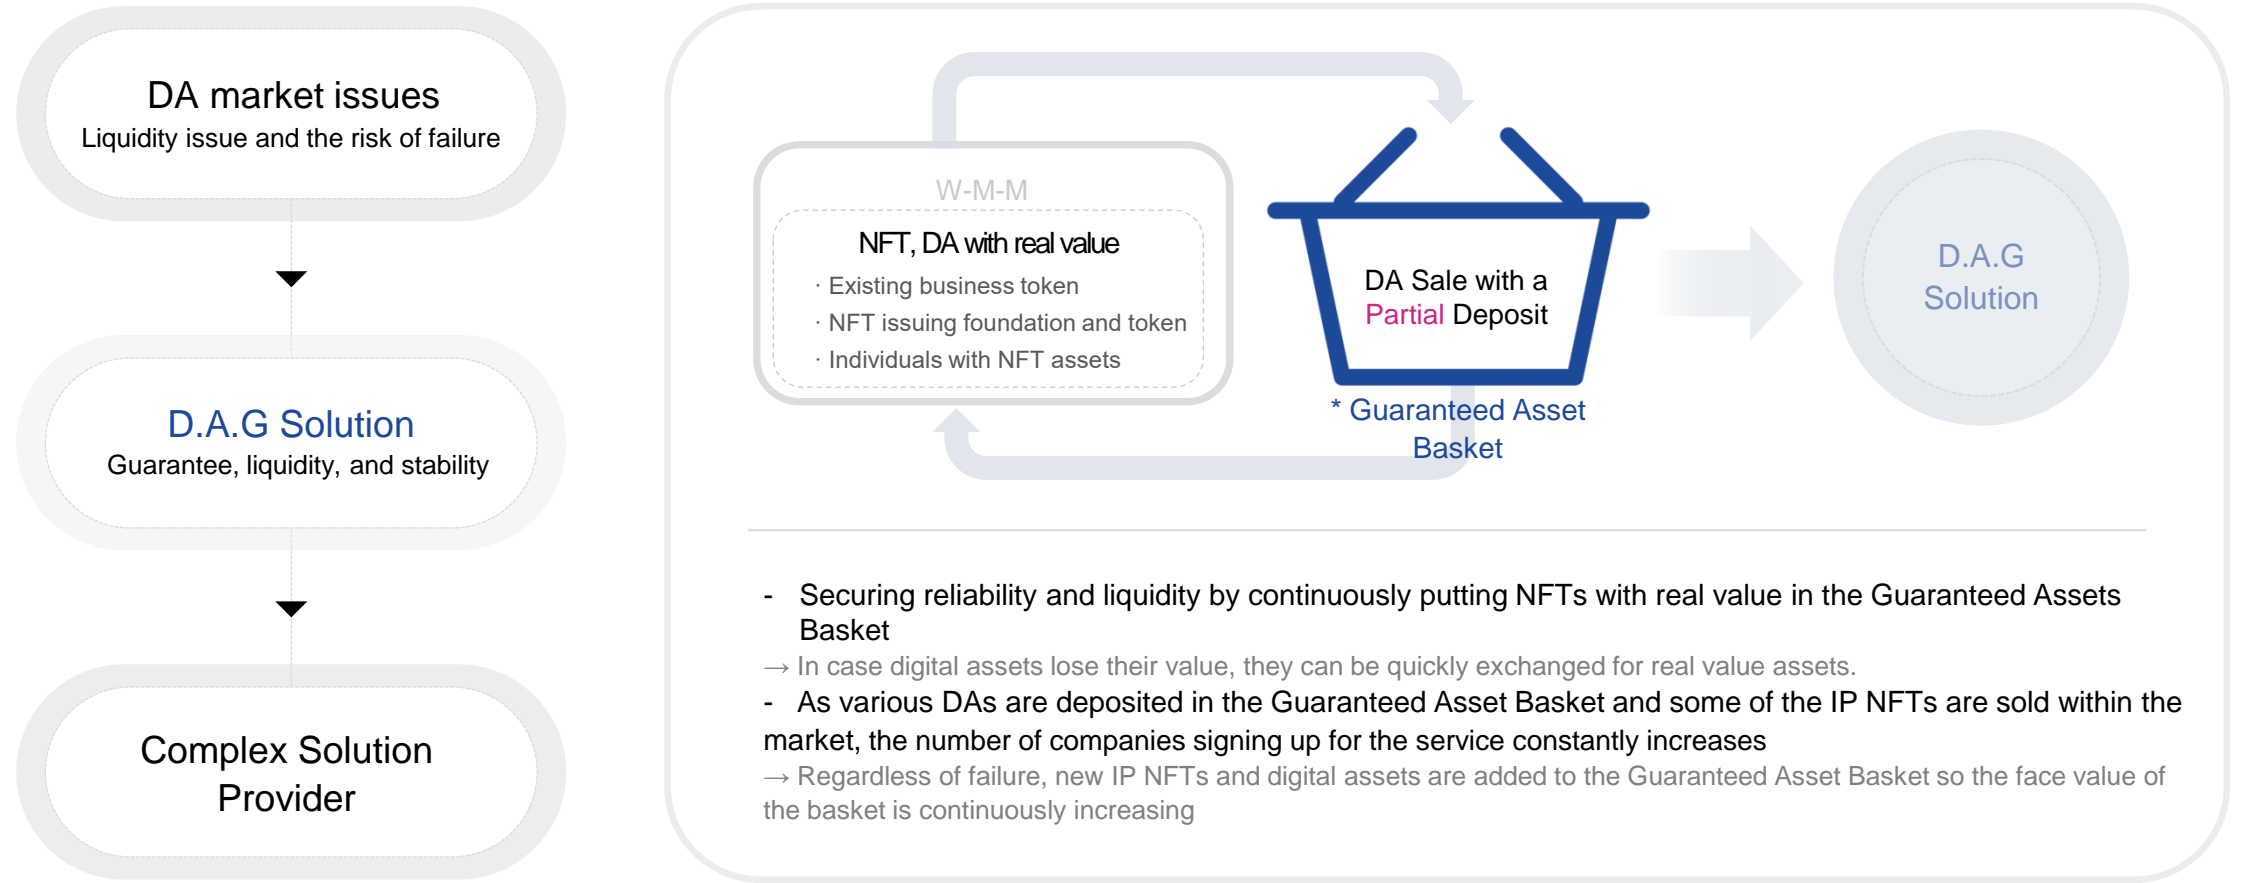 DA market issues
Liquidity issue and the risk of failure
D.A.G Solution
Guarantee, liquidity, and stability
Complex Solution
Provider
W-M-M
NFT, DA with real value
· Existing business token
· NFT issuing foundation and token
· Individuals with NFT assets
DA Sale with a
Partial Deposit
* Guaranteed Asset
Basket
D.A.G
Solution
- Securing reliability and liquidity by continuously putting NFTs with real value in the Guaranteed Assets
Basket
→ In case digital assets lose their value, they can be quickly exchanged for real value assets.
- As various DAs are deposited in the Guaranteed Asset Basket and some of the IP NFTs are sold within the
market, the number of companies signing up for the service constantly increases
→ Regardless of failure, new IP NFTs and digital assets are added to the Guaranteed Asset Basket so the face value of
the basket is continuously increasing